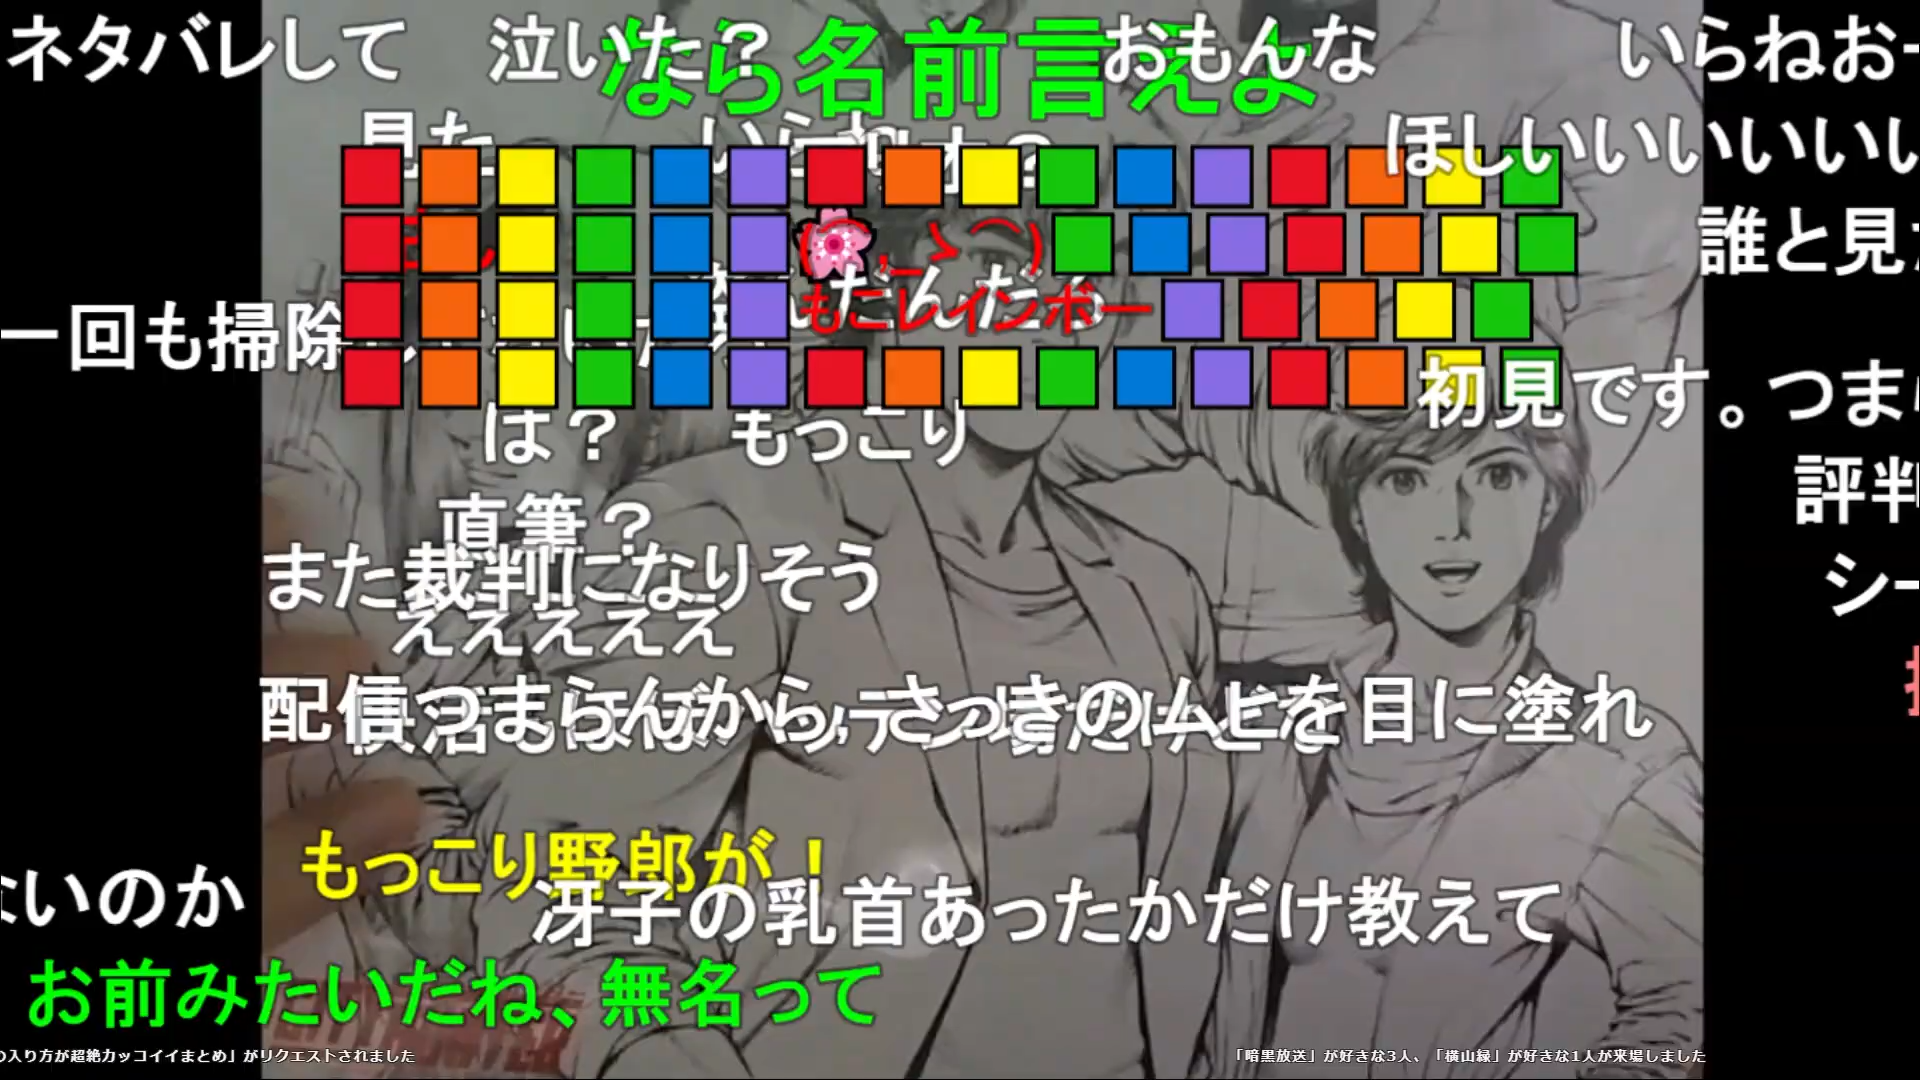 ネタバレして
泣いた？
なら名前言えよ
おもんな
いらねお
見た
ほしいいいいいいい
誰と見
もこレインボー
一回も掃除
初見です。つま
は？
もっこり
評判
直筆？
また裁判になりそう
シー
ええええええ
配信つまらんから，さっきのムヒを目に塗れ
もっこり野郎が！
ないのか
冴子の乳首あったかだけ教えて
お前みたいだね、無名って
の入り方が超絶カッコイイまとめ」がリクエストされました
「暗黒放送」が好きな3人、「横山緑」が好きな1人が来場しました